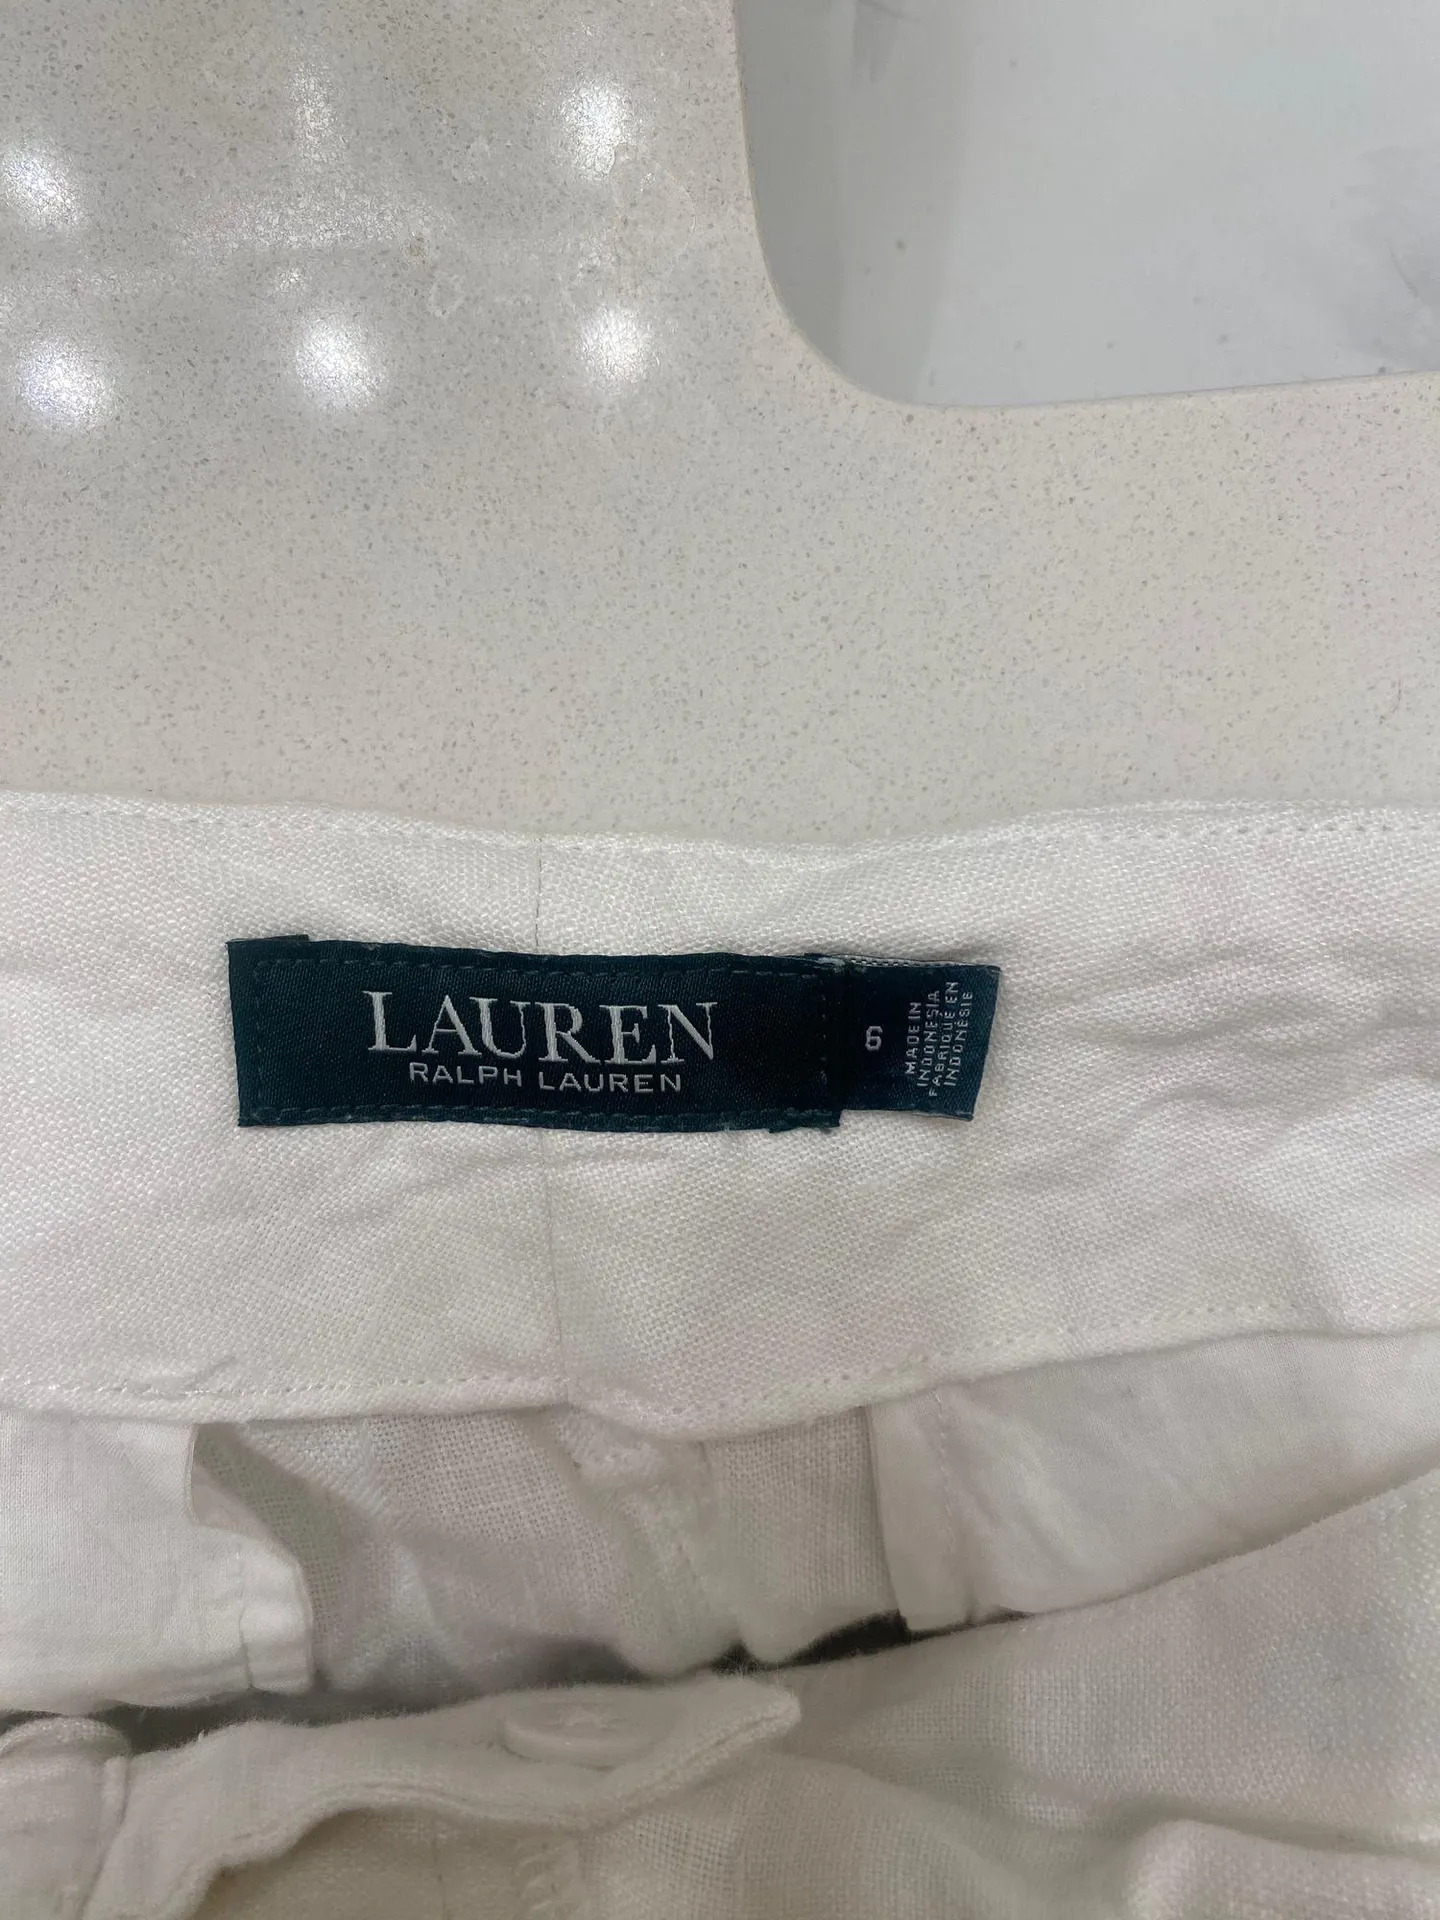 LAUREN
RALPH LAUREN
6
MADE IN
INDONESIA
FABRIQUÉ EN
INDONÉSIE